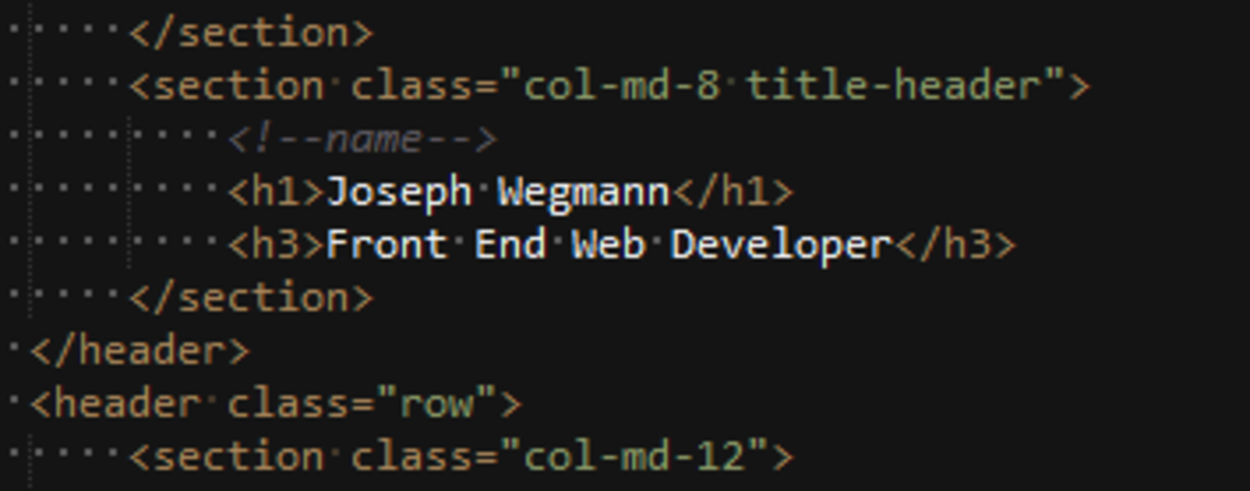 </section>
<section class="col-md-8 title-header">
<!--name-->
<h1>Joseph Wegmann</h1>
<h3>Front End Web Developer</h3>
</section>
</header>
<header class="row">
<section class="col-md-12">